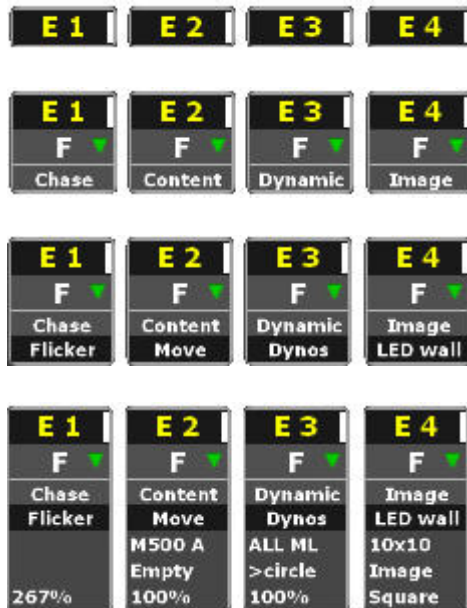 E 1 E 2 E 3 E 4
E 1 E 2 E 3 E 4
F F F F
Chase Content Dynamic Image
E 1 E 2 E 3 E 4
F F F F
Chase Content Dynamic Image
Flicker Move Dynos LED wall
E 1 E 2 E 3 E 4
F F F F
Chase Content Dynamic Image
Flicker Move Dynos LED wall
M500 A ALL ML 10x10
Empty >circle Image
267% 100% 100% Square